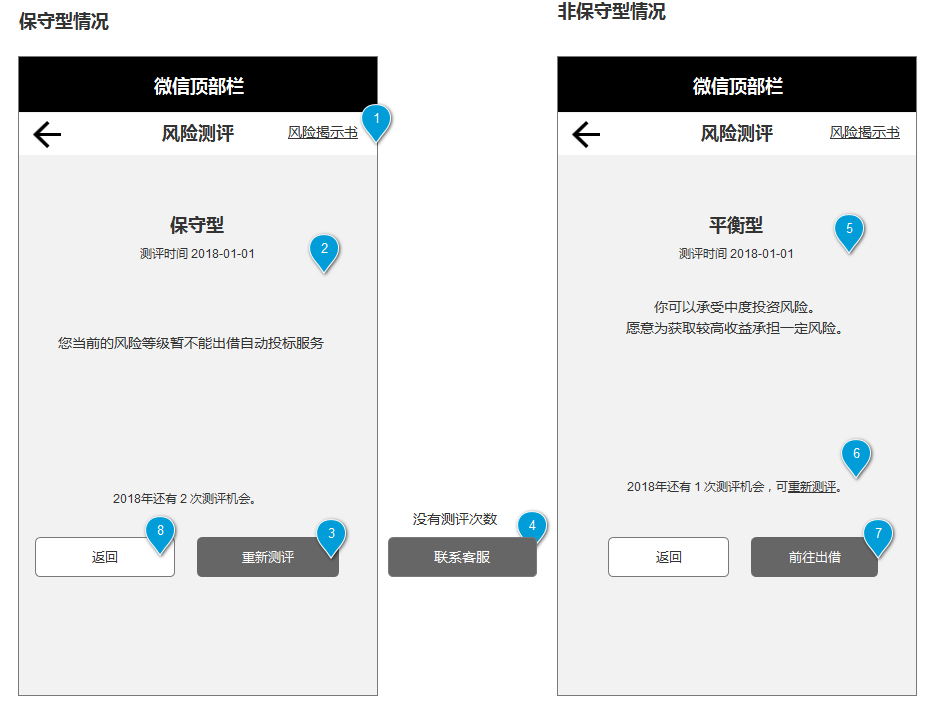 保守型情况
微信顶部栏
风险测评
风险揭示书
1
保守型
测评时间 2018-01-01
2
您当前的风险等级暂不能出借自动投标服务
2018年还有 2 次测评机会。
8
3
返回
重新测评
没有测评次数
4
联系客服
非保守型情况
微信顶部栏
风险测评
风险揭示书
平衡型
5
测评时间 2018-01-01
你可以承受中度投资风险。
愿意为获取较高收益承担一定风险。
6
2018年还有 1 次测评机会，可重新测评。
7
返回
前往出借